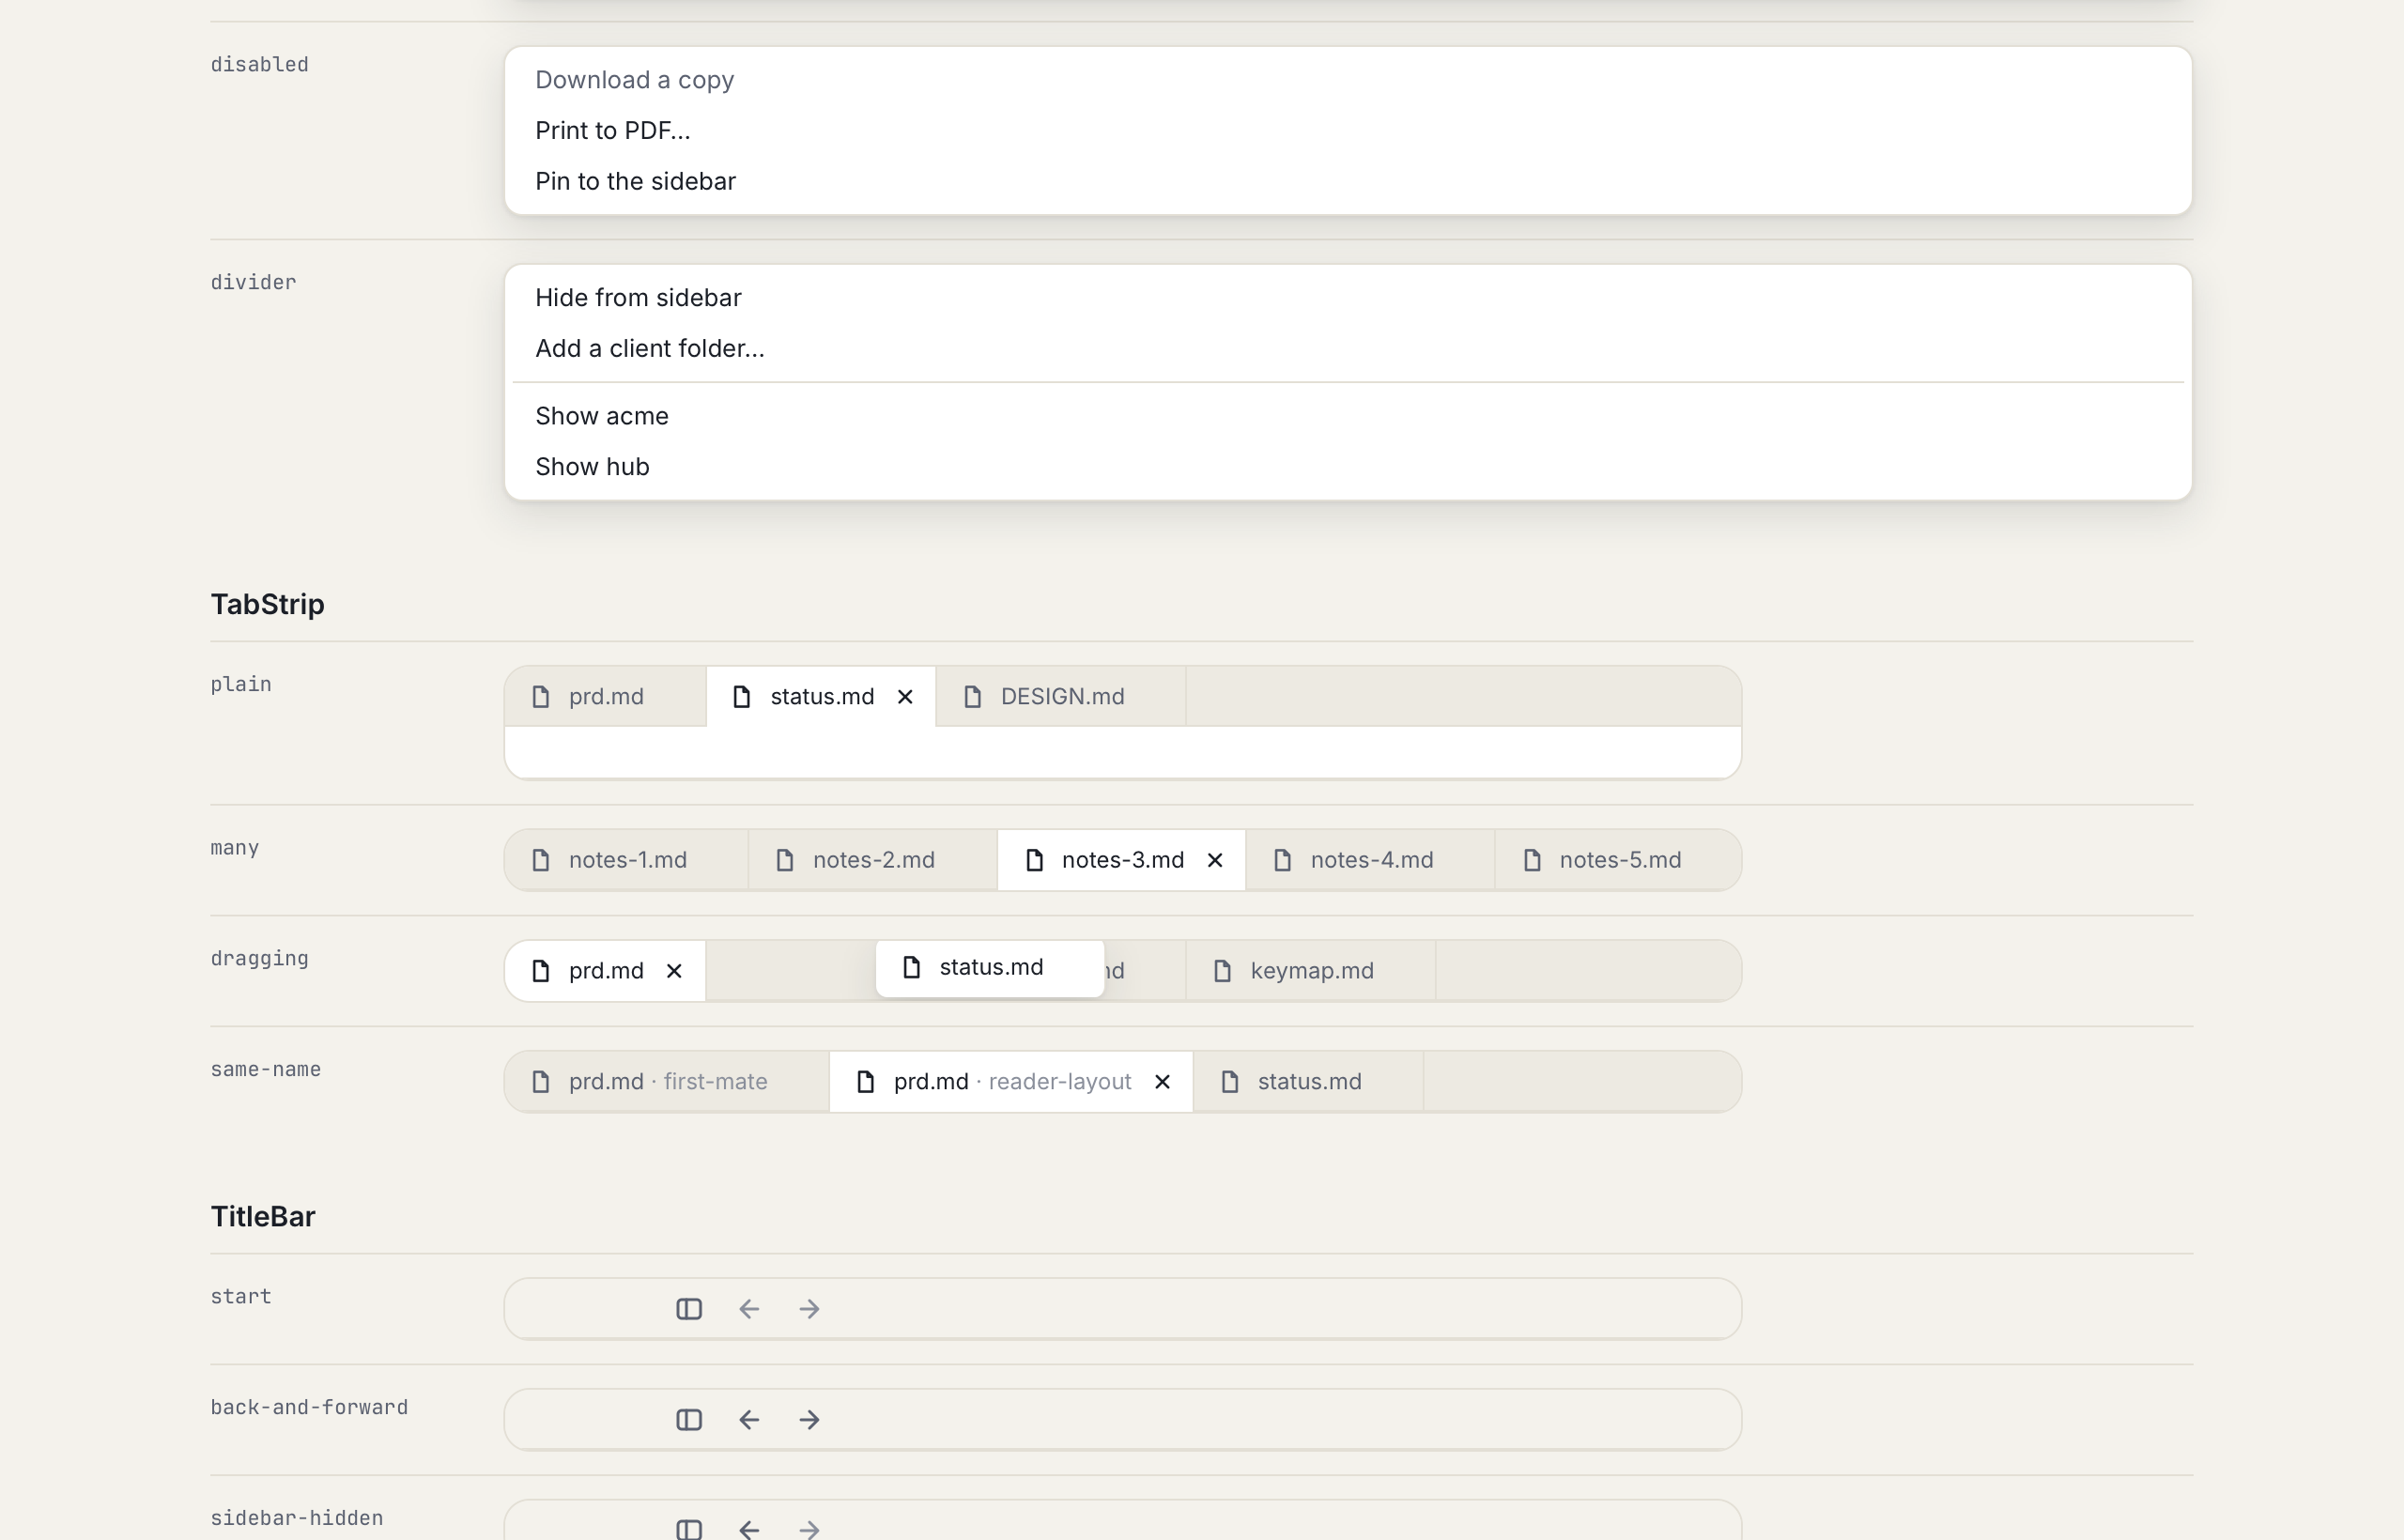 disabled
Download a copy
Print to PDF...
Pin to the sidebar
divider
Hide from sidebar
Add a client folder...
Show acme
Show hub
TabStrip
plain
prd.md status.md DESIGN.md
many
notes-1.md notes-2.md notes-3.md notes-4.md notes-5.md
dragging
prd.md status.md keymap.md
same-name
prd.md · first-mate prd.md · reader-layout status.md
TitleBar
start
back-and-forward
sidebar-hidden